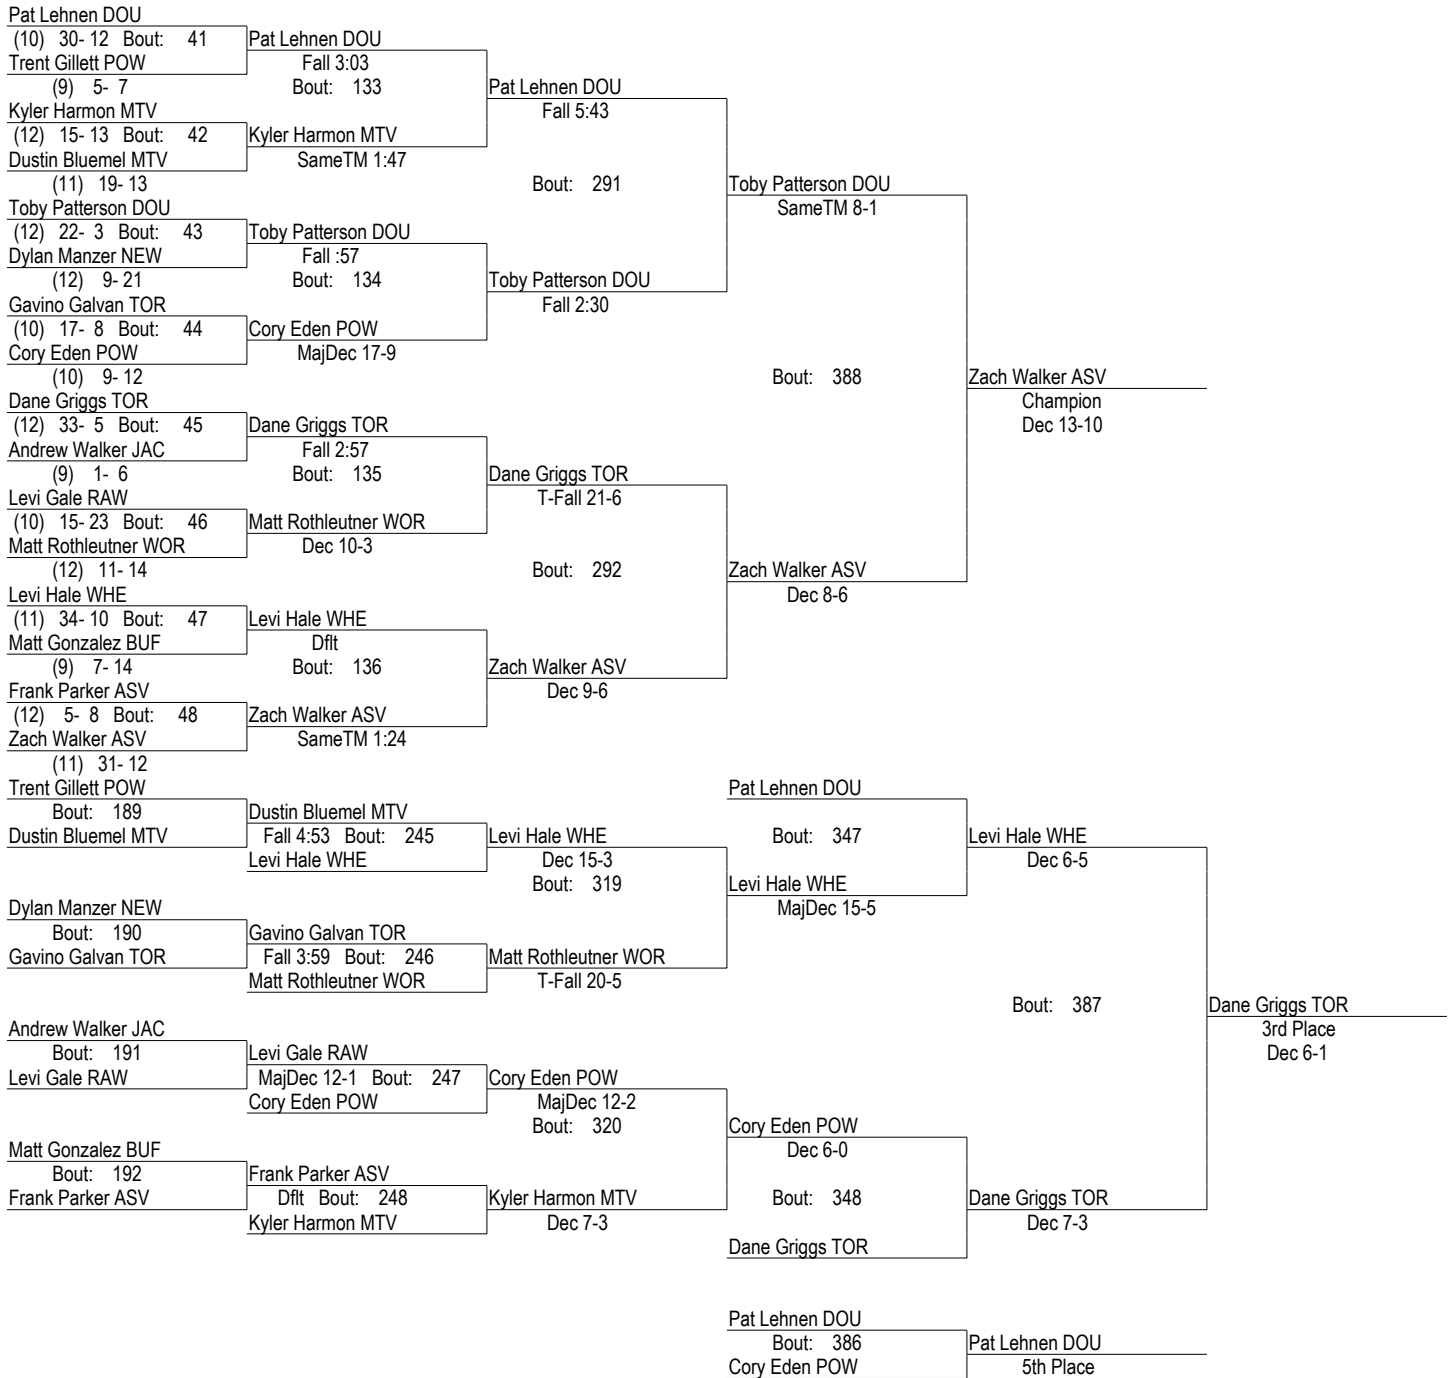 Pat Lehnen DOU
(10) 30- 12 Bout: 41 Pat Lehnen DOU
Trent Gillett POW Fall 3:03
(9) 5- 7 Bout: 133 Pat Lehnen DOU
Kyler Harmon MTV Fall 5:43
(12) 15- 13 Bout: 42 Kyler Harmon MTV
Dustin Bluemel MTV SameTM 1:47
(11) 19- 13 Bout: 291 Toby Patterson DOU
Toby Patterson DOU SameTM 8-1
(12) 22- 3 Bout: 43 Toby Patterson DOU
Dylan Manzer NEW Fall :57
(12) 9- 21 Bout: 134 Toby Patterson DOU
Gavino Galvan TOR Fall 2:30
(10) 17- 8 Bout: 44 Cory Eden POW
Cory Eden POW MajDec 17-9
(10) 9- 12 Bout: 388 Zach Walker ASV
Dane Griggs TOR Champion
(12) 33- 5 Bout: 45 Dane Griggs TOR Dec 13-10
Andrew Walker JAC Fall 2:57
(9) 1- 6 Bout: 135 Dane Griggs TOR
Levi Gale RAW T-Fall 21-6
(10) 15- 23 Bout: 46 Matt Rothleutner WOR
Matt Rothleutner WOR Dec 10-3
(12) 11- 14 Bout: 292 Zach Walker ASV
Levi Hale WHE Dec 8-6
(11) 34- 10 Bout: 47 Levi Hale WHE
Matt Gonzalez BUF Dflt
(9) 7- 14 Bout: 136 Zach Walker ASV
Frank Parker ASV Dec 9-6
(12) 5- 8 Bout: 48 Zach Walker ASV
Zach Walker ASV SameTM 1:24
(11) 31- 12
Trent Gillett POW Pat Lehnen DOU
Bout: 189 Dustin Bluemel MTV
Dustin Bluemel MTV Fall 4:53 Bout: 245 Levi Hale WHE Bout: 347 Levi Hale WHE
Levi Hale WHE Dec 15-3 Dec 6-5
Bout: 319 Levi Hale WHE
Dylan Manzer NEW MajDec 15-5
Bout: 190 Gavino Galvan TOR
Gavino Galvan TOR Fall 3:59 Bout: 246 Matt Rothleutner WOR
Matt Rothleutner WOR T-Fall 20-5
Bout: 387 Dane Griggs TOR
Andrew Walker JAC 3rd Place
Bout: 191 Levi Gale RAW Dec 6-1
Levi Gale RAW MajDec 12-1 Bout: 247 Cory Eden POW
Cory Eden POW MajDec 12-2
Bout: 320 Cory Eden POW
Matt Gonzalez BUF Dec 6-0
Bout: 192 Frank Parker ASV
Frank Parker ASV Dflt Bout: 248 Kyler Harmon MTV Bout: 348 Dane Griggs TOR
Kyler Harmon MTV Dec 7-3 Dec 7-3
Dane Griggs TOR
Pat Lehnen DOU
Bout: 386 Pat Lehnen DOU
Cory Eden POW 5th Place